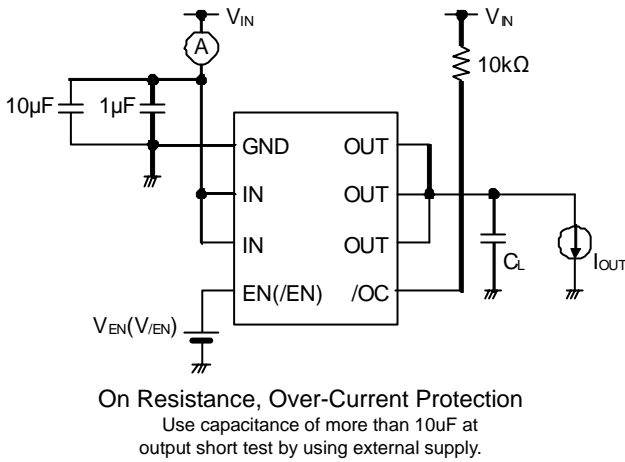 VIN
VIN
A
10kΩ
10µF
1µF
GND
OUT
IN
OUT
IN
OUT
EN(/EN)
/OC
CL
IOUT
VEN(V/EN)
On Resistance, Over-Current Protection
Use capacitance of more than 10uF at
output short test by using external supply.